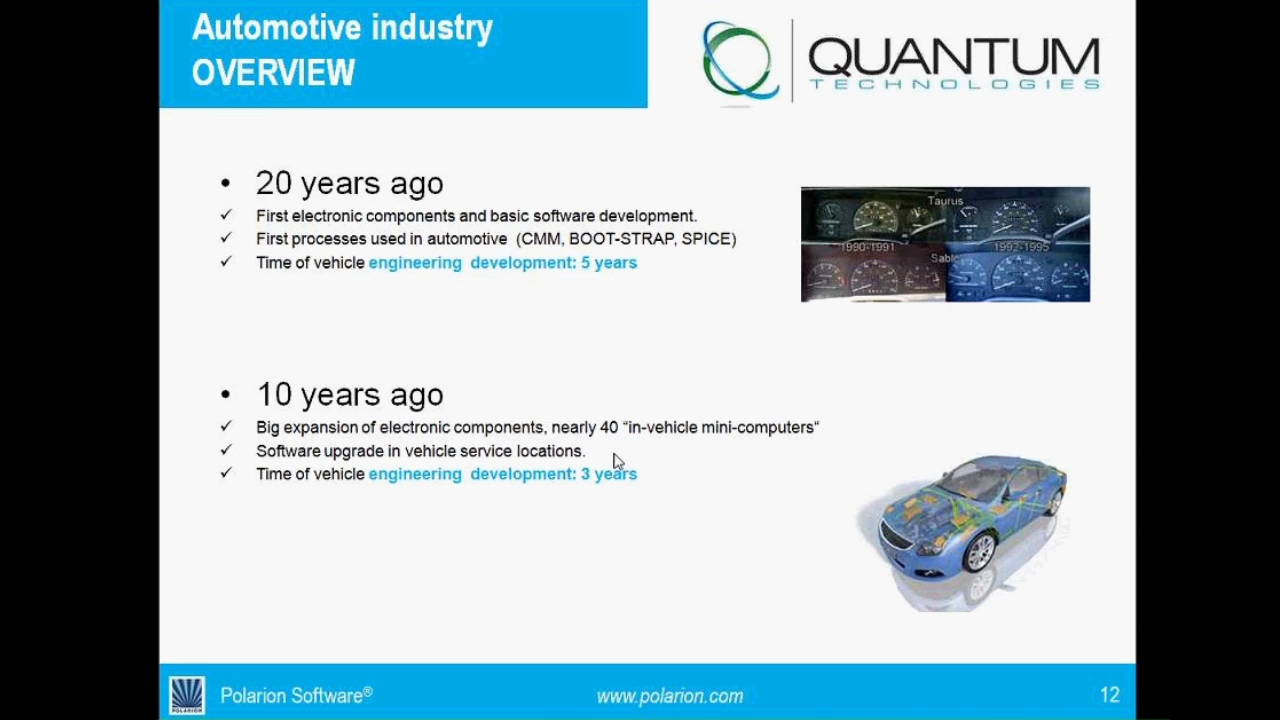 Automotive industry
OVERVIEW
QUANTUM
TECHNOLOGIES
• 20 years ago
✓ First electronic components and basic software development.
✓ First processes used in automotive (CMM, BOOT-STRAP, SPICE)
✓ Time of vehicle engineering development: 5 years
Taurus
1990-1991 1992-1995
Sable
• 10 years ago
✓ Big expansion of electronic components, nearly 40 “in-vehicle mini-computers“
✓ Software upgrade in vehicle service locations.
✓ Time of vehicle engineering development: 3 years
POLARION
Polarion Software® www.polarion.com 12